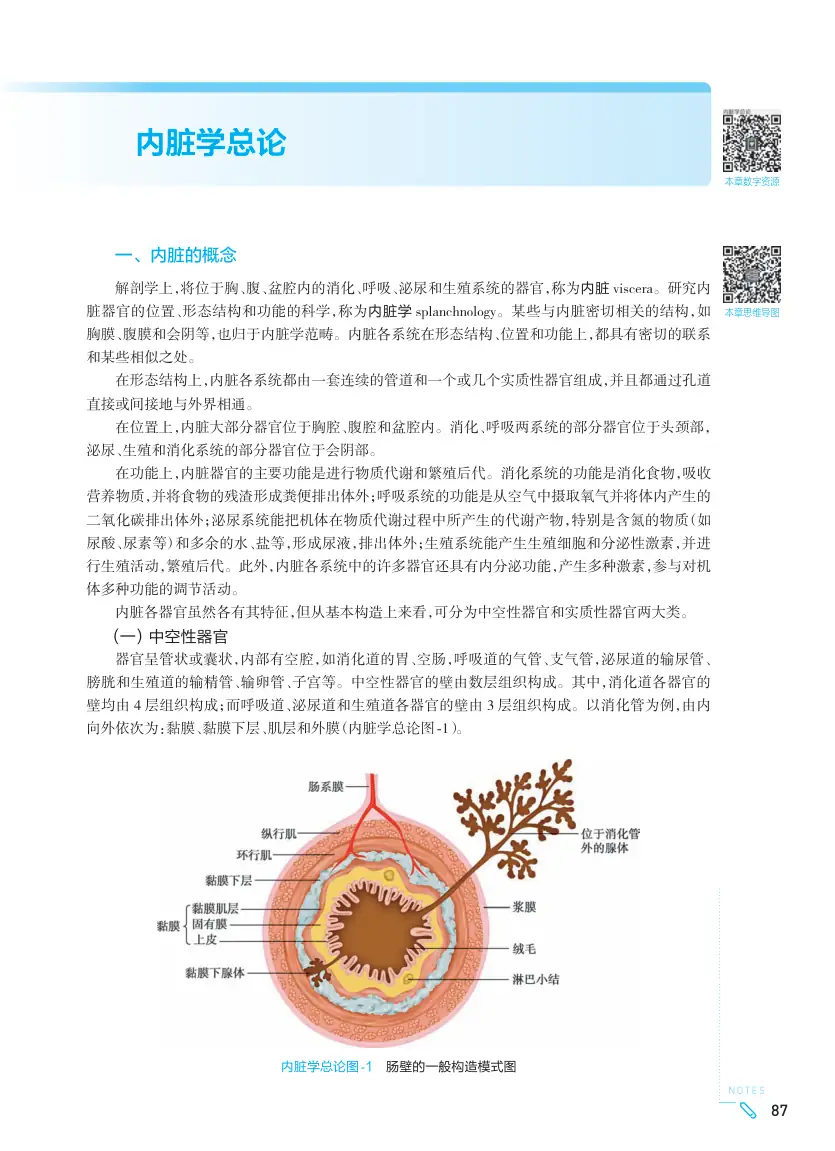 内脏学总论
内脏学总论
本章数字资源
一、内脏的概念
解剖学上,将位于胸、腹、盆腔内的消化、呼吸、泌尿和生殖系统的器官,称为内脏 viscera。研究内
脏器官的位置、形态结构和功能的科学,称为内脏学 splanchnology。某些与内脏密切相关的结构,如
本章思维导图
胸膜、腹膜和会阴等,也归于内脏学范畴。内脏各系统在形态结构、位置和功能上,都具有密切的联系
和某些相似之处。
在形态结构上,内脏各系统都由一套连续的管道和一个或几个实质性器官组成,并且都通过孔道
直接或间接地与外界相通。
在位置上,内脏大部分器官位于胸腔、腹腔和盆腔内。消化、呼吸两系统的部分器官位于头颈部,
泌尿、生殖和消化系统的部分器官位于会阴部。
在功能上,内脏器官的主要功能是进行物质代谢和繁殖后代。消化系统的功能是消化食物,吸收
营养物质,并将食物的残渣形成粪便排出体外;呼吸系统的功能是从空气中摄取氧气并将体内产生的
二氧化碳排出体外;泌尿系统能把机体在物质代谢过程中所产生的代谢产物,特别是含氮的物质(如
尿酸、尿素等)和多余的水、盐等,形成尿液,排出体外;生殖系统能产生生殖细胞和分泌性激素,并进
行生殖活动,繁殖后代。此外,内脏各系统中的许多器官还具有内分泌功能,产生多种激素,参与对机
体多种功能的调节活动。
内脏各器官虽然各有其特征,但从基本构造上来看,可分为中空性器官和实质性器官两大类。
(一)中空性器官
器官呈管状或囊状,内部有空腔,如消化道的胃、空肠,呼吸道的气管、支气管,泌尿道的输尿管、
膀胱和生殖道的输精管、输卵管、子宫等。中空性器官的壁由数层组织构成。其中,消化道各器官的
壁均由 4 层组织构成;而呼吸道、泌尿道和生殖道各器官的壁由 3 层组织构成。以消化管为例,由内
向外依次为:黏膜、黏膜下层、肌层和外膜(内脏学总论图-1)。
肠系膜
纵行肌
环行肌
黏膜下层
黏膜
黏膜肌层
固有膜
上皮
黏膜下腺体
位于消化管
外的腺体
浆膜
绒毛
淋巴小结
内脏学总论图-1 肠壁的一般构造模式图
NOTES
87